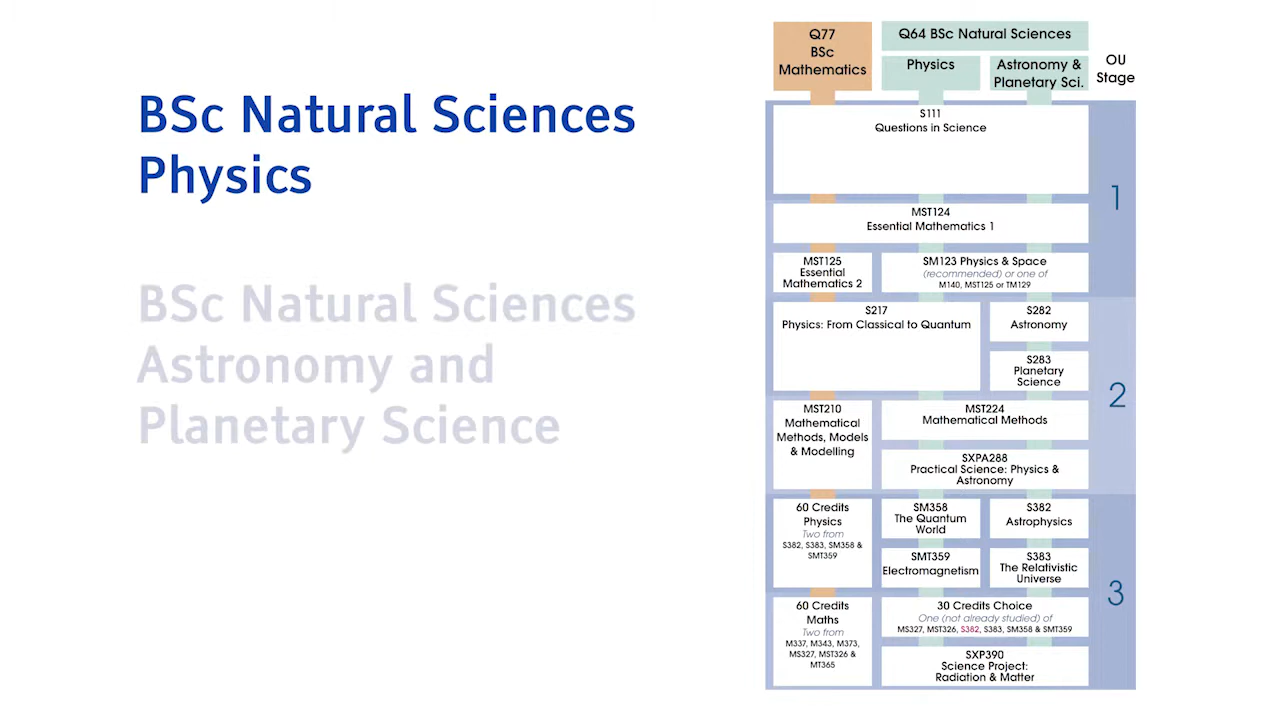 BSc Natural Sciences
Physics
BSc Natural Sciences
Astronomy and
Planetary Science
Q77
BSc
Mathematics
Q64 BSc Natural Sciences
Physics
Astronomy &
Planetary Sci.
OU
Stage
S111
Questions in Science
1
MST124
Essential Mathematics 1
MST125
Essential
Mathematics 2
SM123 Physics & Space
(recommended) or one of
M140, MST125 or TM129
S217
Physics: From Classical to Quantum
S282
Astronomy
S283
Planetary
Science
2
MST210
Mathematical
Methods, Models
& Modelling
MST224
Mathematical Methods
SXPA288
Practical Science: Physics &
Astronomy
60 Credits
Physics
Two from
S382, S383, SM358 &
SMT359
SM358
The Quantum
World
S382
Astrophysics
SMT359
Electromagnetism
S383
The Relativistic
Universe
3
60 Credits
Maths
Two from
M337, M343, M373,
MS327, MST326 &
MT365
30 Credits Choice
One (not already studied) of
MS327, MST326, S382, S383, SM358 & SMT359
SXP390
Science Project:
Radiation & Matter